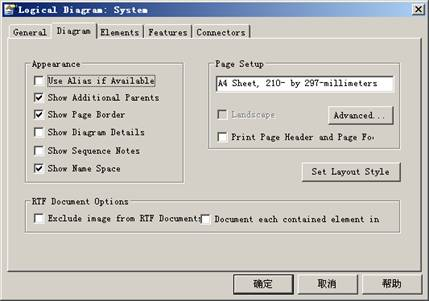 Logical Diagram: System
General Diagram Elements Features Connectors
Appearance
Use Alias if Available
Show Additional Parents
Show Page Border
Show Diagram Details
Show Sequence Notes
Show Name Space
Page Setup
A4 Sheet, 210- by 297-millimeters
Landscape
Advanced...
Print Page Header and Page Fo
Set Layout Style
RTF Document Options
Exclude image from RTF Documents
Document each contained element in
确定 取消 帮助